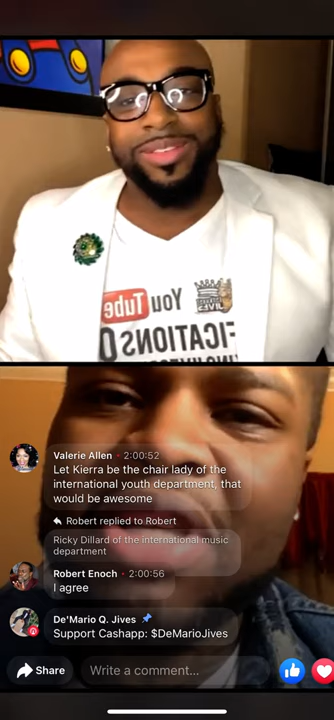 You Tube
FICATIONS O
Valerie Allen • 2:00:52
Let Kierra be the chair lady of the
international youth department, that
would be awesome
Robert replied to Robert
Ricky Dillard of the international music
department
Robert Enoch • 2:00:56
I agree
De'Mario Q. Jives
Support Cashapp: $DeMarioJives
Share
Write a comment...